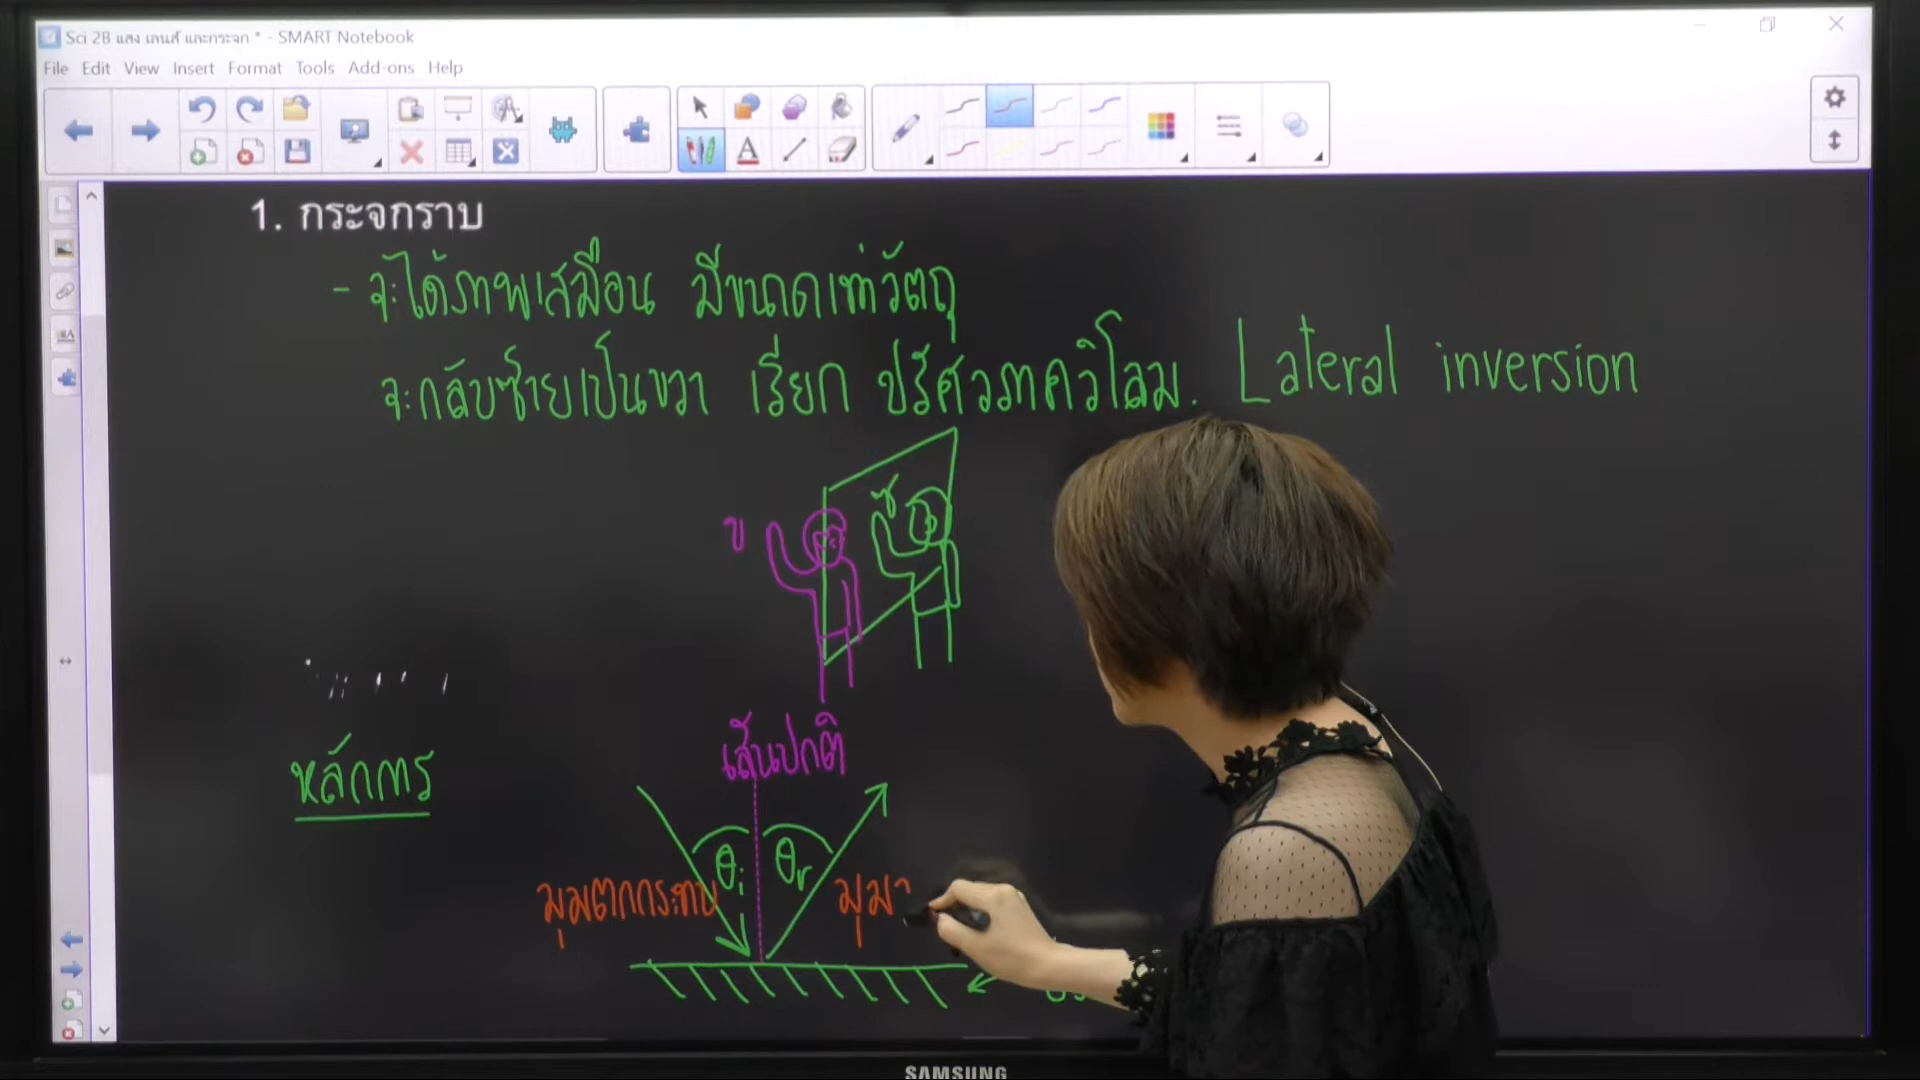 Sci 2B แสง เลนส์ และกระจก * - SMART Notebook
File Edit View Insert Format Tools Add-ons Help
1. กระจกราบ
- จะได้ภาพเสมือน มีขนาดเท่าวัตถุ
จะกลับซ้ายเป็นขวา เรียก ปรัศวภาควิโลม. Lateral inversion
ข
ซ
เส้นปกติ
หลักการ
θi θr
มุมตกกระทบ
มุม
SAMSUNG